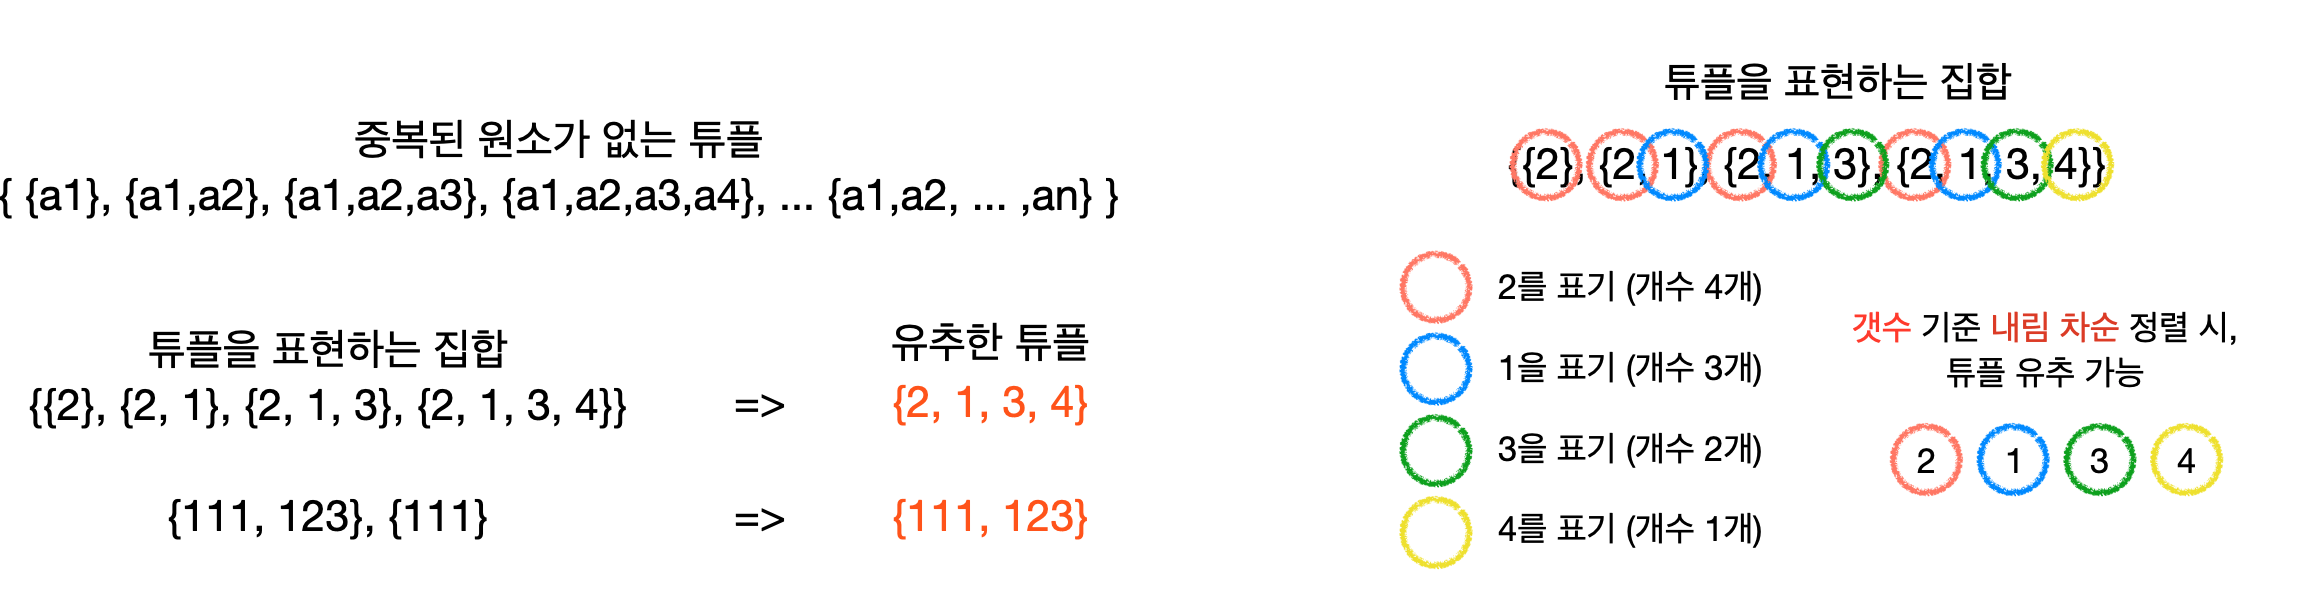 중복된 원소가 없는 튜플
{ {a1}, {a1,a2}, {a1,a2,a3}, {a1,a2,a3,a4}, ... {a1,a2, ... ,an} }
튜플을 표현하는 집합
{{2}, {2, 1}, {2, 1, 3}, {2, 1, 3, 4}}
=>
유추한 튜플
{2, 1, 3, 4}
{111, 123}, {111}
=>
{111, 123}
튜플을 표현하는 집합
{{2}, {2, 1}, {2, 1, 3}, {2, 1, 3, 4}}
2를 표기 (개수 4개)
1을 표기 (개수 3개)
3을 표기 (개수 2개)
4를 표기 (개수 1개)
갯수 기준 내림 차순 정렬 시,
튜플 유추 가능
2 1 3 4